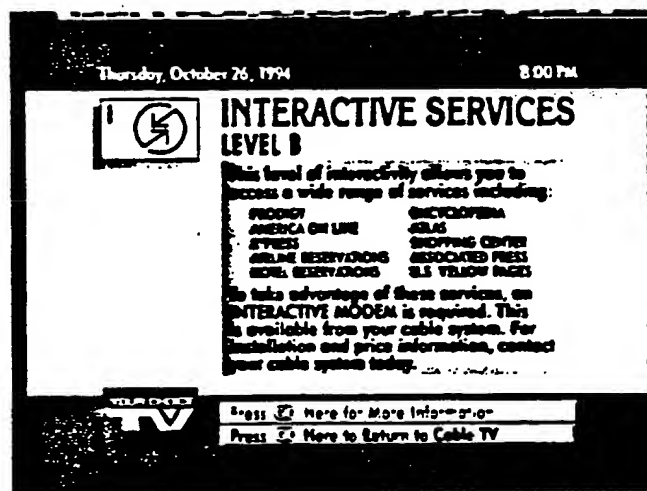 Thursday, October 26, 1994 8:00 PM
INTERACTIVE SERVICES
LEVEL B
This level of interactivity allows you to
access a wide range of services including:
PRODIGY ENCYCLOPEDIA
AMERICA ON LINE ATLAS
X*PRESS SHOPPING CENTER
AIRLINE RESERVATIONS ASSOCIATED PRESS
HOTEL RESERVATIONS U.S. YELLOW PAGES
To take advantage of these services, an
INTERACTIVE MODEM is required. This
is available from your cable system. For
installation and price information, contact
your cable system today.
TV
Press Here for More Information
Press Here to Return to Cable TV